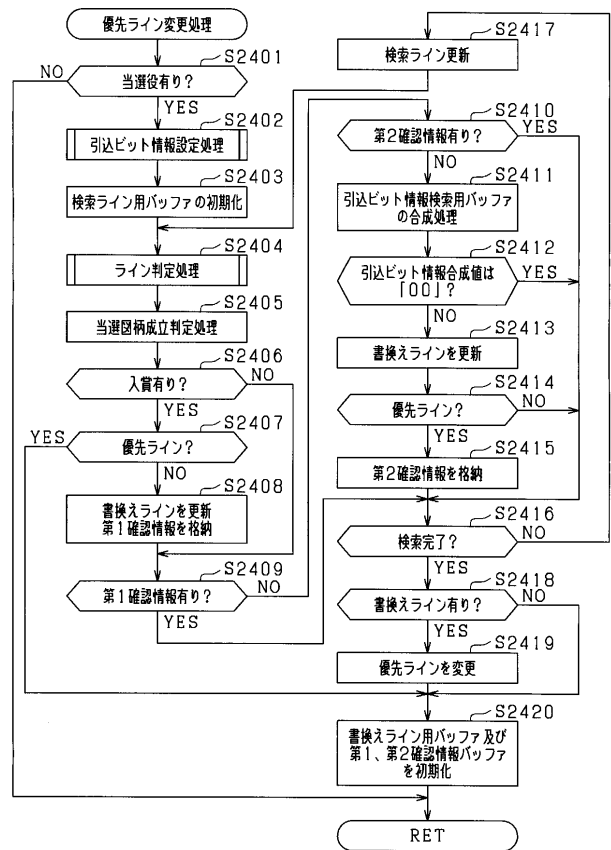 優先ライン変更処理
S2401
NO
当選役有り?
YES
S2402
引込ビット情報設定処理
S2403
検索ライン用バッファの初期化
S2404
ライン判定処理
S2405
当選図柄成立判定処理
S2406
入賞有り?
NO
YES
S2407
YES
優先ライン?
NO
S2408
書換えラインを更新
第1確認情報を格納
S2409
第1確認情報有り?
NO
YES
S2417
検索ライン更新
S2410
第2確認情報有り?
YES
NO
S2411
引込ビット情報検索用バッファ
の合成処理
S2412
引込ビット情報合成値は
「00」?
YES
NO
S2413
書換えラインを更新
S2414
優先ライン?
NO
YES
S2415
第2確認情報を格納
S2416
検索完了?
NO
YES
S2418
書換えライン有り?
NO
YES
S2419
優先ラインを変更
S2420
書換えライン用バッファ及び
第1、第2確認情報バッファ
を初期化
RET